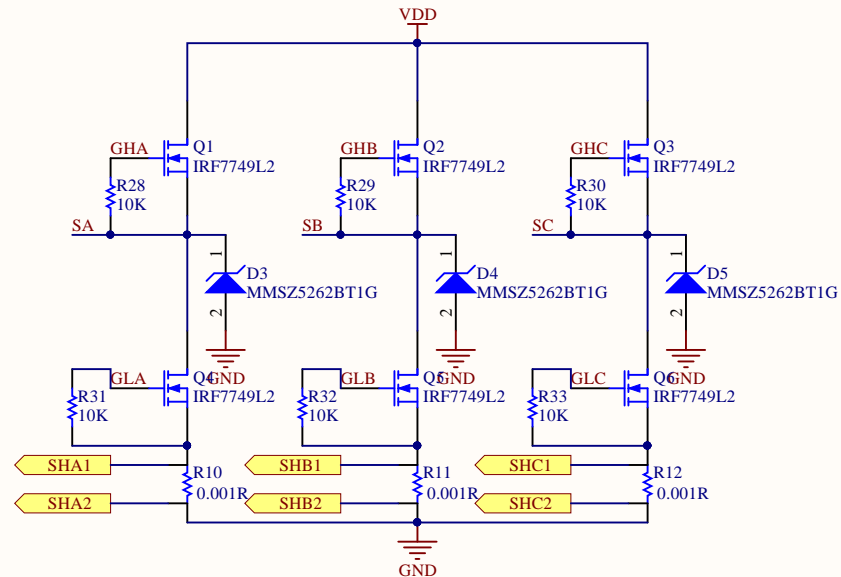 VDD
GHA
Q1
IRF7749L2
GHB
Q2
IRF7749L2
GHC
Q3
IRF7749L2
R28
10K
R29
10K
R30
10K
SA
SB
SC
1
D3
MMSZ5262BT1G
2
1
D4
MMSZ5262BT1G
2
1
D5
MMSZ5262BT1G
2
GND
GND
GND
GLA
Q4
IRF7749L2
GLB
Q5
IRF7749L2
GLC
Q6
IRF7749L2
R31
10K
R32
10K
R33
10K
SHA1
SHB1
SHC1
R10
0.001R
R11
0.001R
R12
0.001R
SHA2
SHB2
SHC2
GND